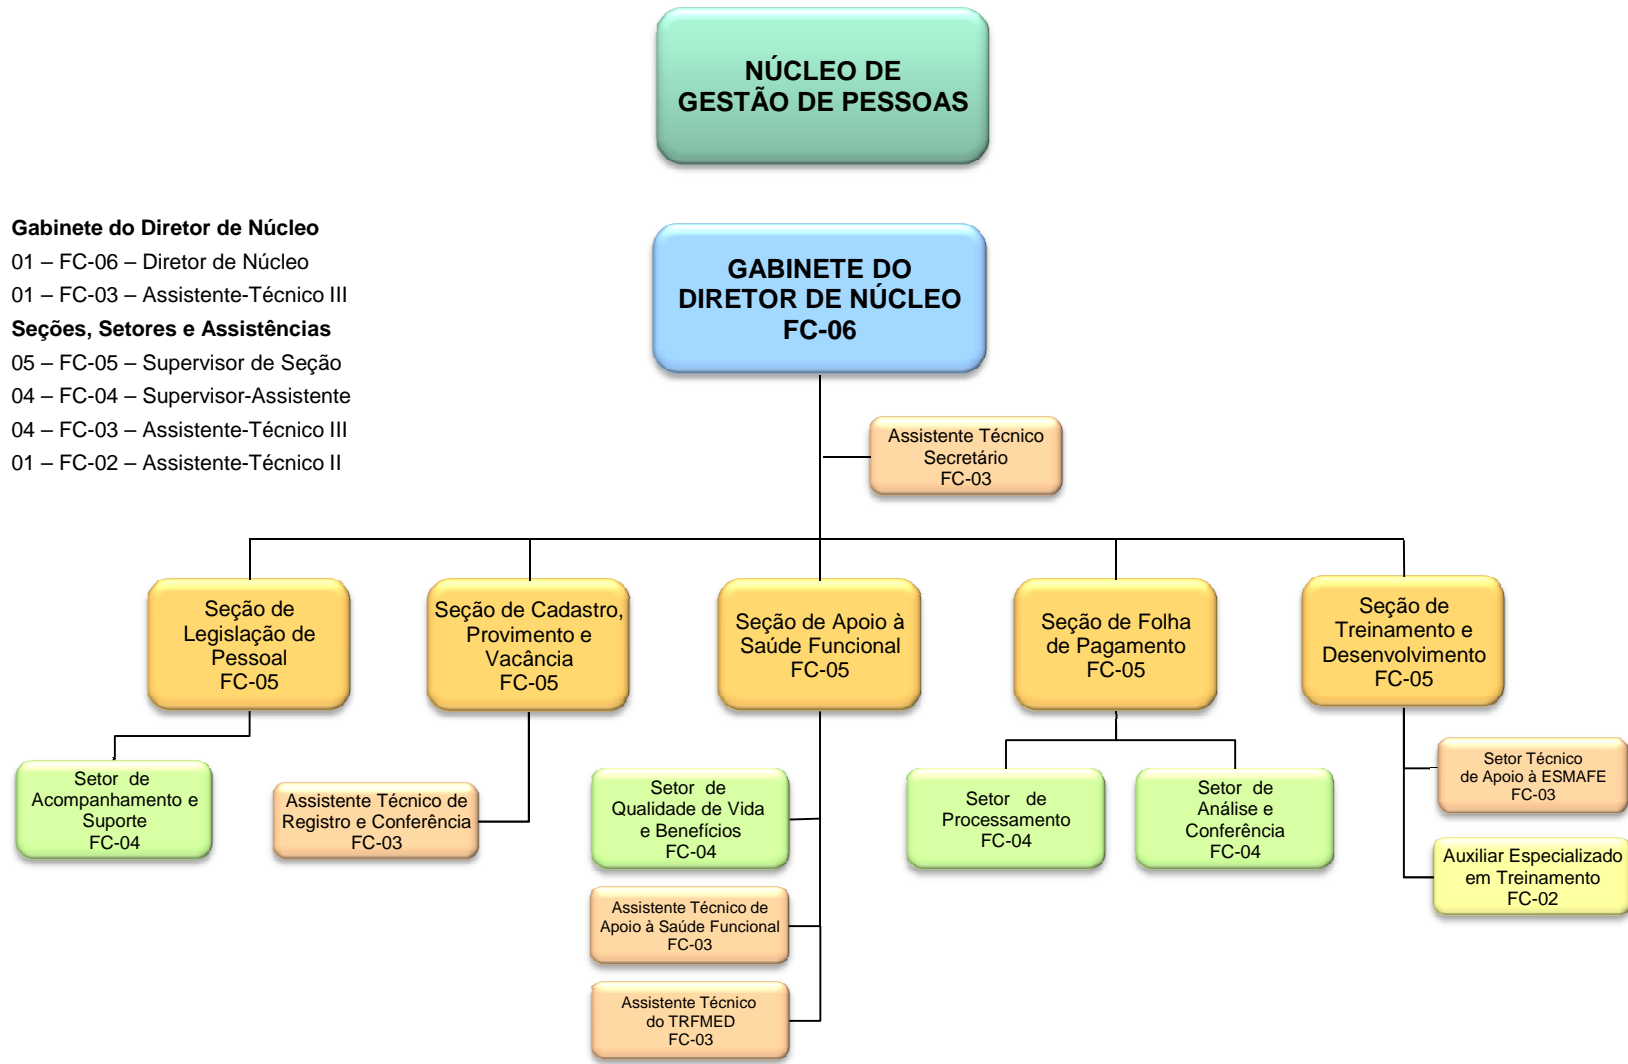 NÚCLEO DE
GESTÃO DE PESSOAS
Gabinete do Diretor de Núcleo
01 – FC-06 – Diretor de Núcleo
01 – FC-03 – Assistente-Técnico III
Seções, Setores e Assistências
05 – FC-05 – Supervisor de Seção
04 – FC-04 – Supervisor-Assistente
04 – FC-03 – Assistente-Técnico III
01 – FC-02 – Assistente-Técnico II
GABINETE DO
DIRETOR DE NÚCLEO
FC-06
Assistente Técnico
Secretário
FC-03
Seção de
Legislação de
Pessoal
FC-05
Seção de Cadastro,
Provimento e
Vacância
FC-05
Seção de Apoio à
Saúde Funcional
FC-05
Seção de Folha
de Pagamento
FC-05
Seção de
Treinamento e
Desenvolvimento
FC-05
Setor de
Acompanhamento e
Suporte
FC-04
Assistente Técnico de
Registro e Conferência
FC-03
Setor de
Qualidade de Vida
e Benefícios
FC-04
Assistente Técnico de
Apoio à Saúde Funcional
FC-03
Assistente Técnico
do TRFMED
FC-03
Setor de
Processamento
FC-04
Setor de
Análise e
Conferência
FC-04
Setor Técnico
de Apoio à ESMAFE
FC-03
Auxiliar Especializado
em Treinamento
FC-02